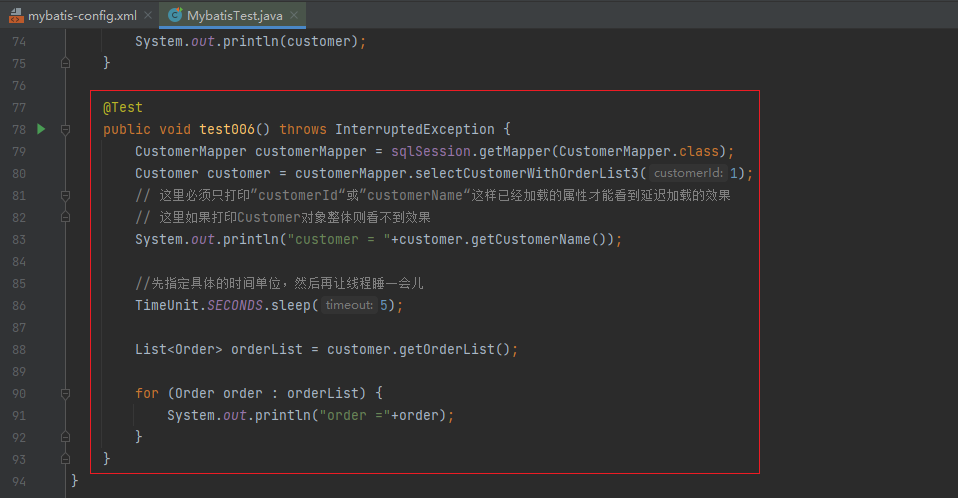 mybatis-config.xml × MybatisTest.java ×
74 System.out.println(customer);
75 }
76
77 @Test
78 public void test006() throws InterruptedException {
79 CustomerMapper customerMapper = sqlSession.getMapper(CustomerMapper.class);
80 Customer customer = customerMapper.selectCustomerWithOrderList3( customerId: 1);
81 // 这里必须只打印”customerId“或”customerName“这样已经加载的属性才能看到延迟加载的效果
82 // 这里如果打印Customer对象整体则看不到效果
83 System.out.println("customer = "+customer.getCustomerName());
84
85 //先指定具体的时间单位，然后再让线程睡一会儿
86 TimeUnit.SECONDS.sleep( timeout: 5);
87
88 List<Order> orderList = customer.getOrderList();
89
90 for (Order order : orderList) {
91 System.out.println("order ="+order);
92 }
93 }
94 }